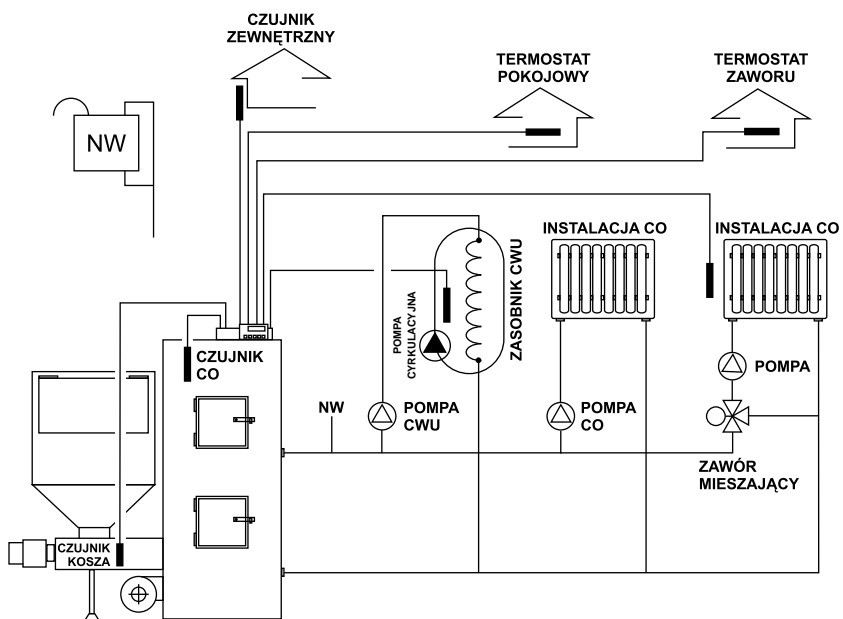 CZUJNIK
ZEWNĘTRZNY
TERMOSTAT
POKOJOWY
TERMOSTAT
ZAWORU
NW
INSTALACJA CO
INSTALACJA CO
ZASOBNIK CWU
POMPA
CYRKULACYJNA
CZUJNIK
CO
POMPA
NW
POMPA
CWU
POMPA
CO
ZAWÓR
MIESZAJĄCY
CZUJNIK
KOSZA